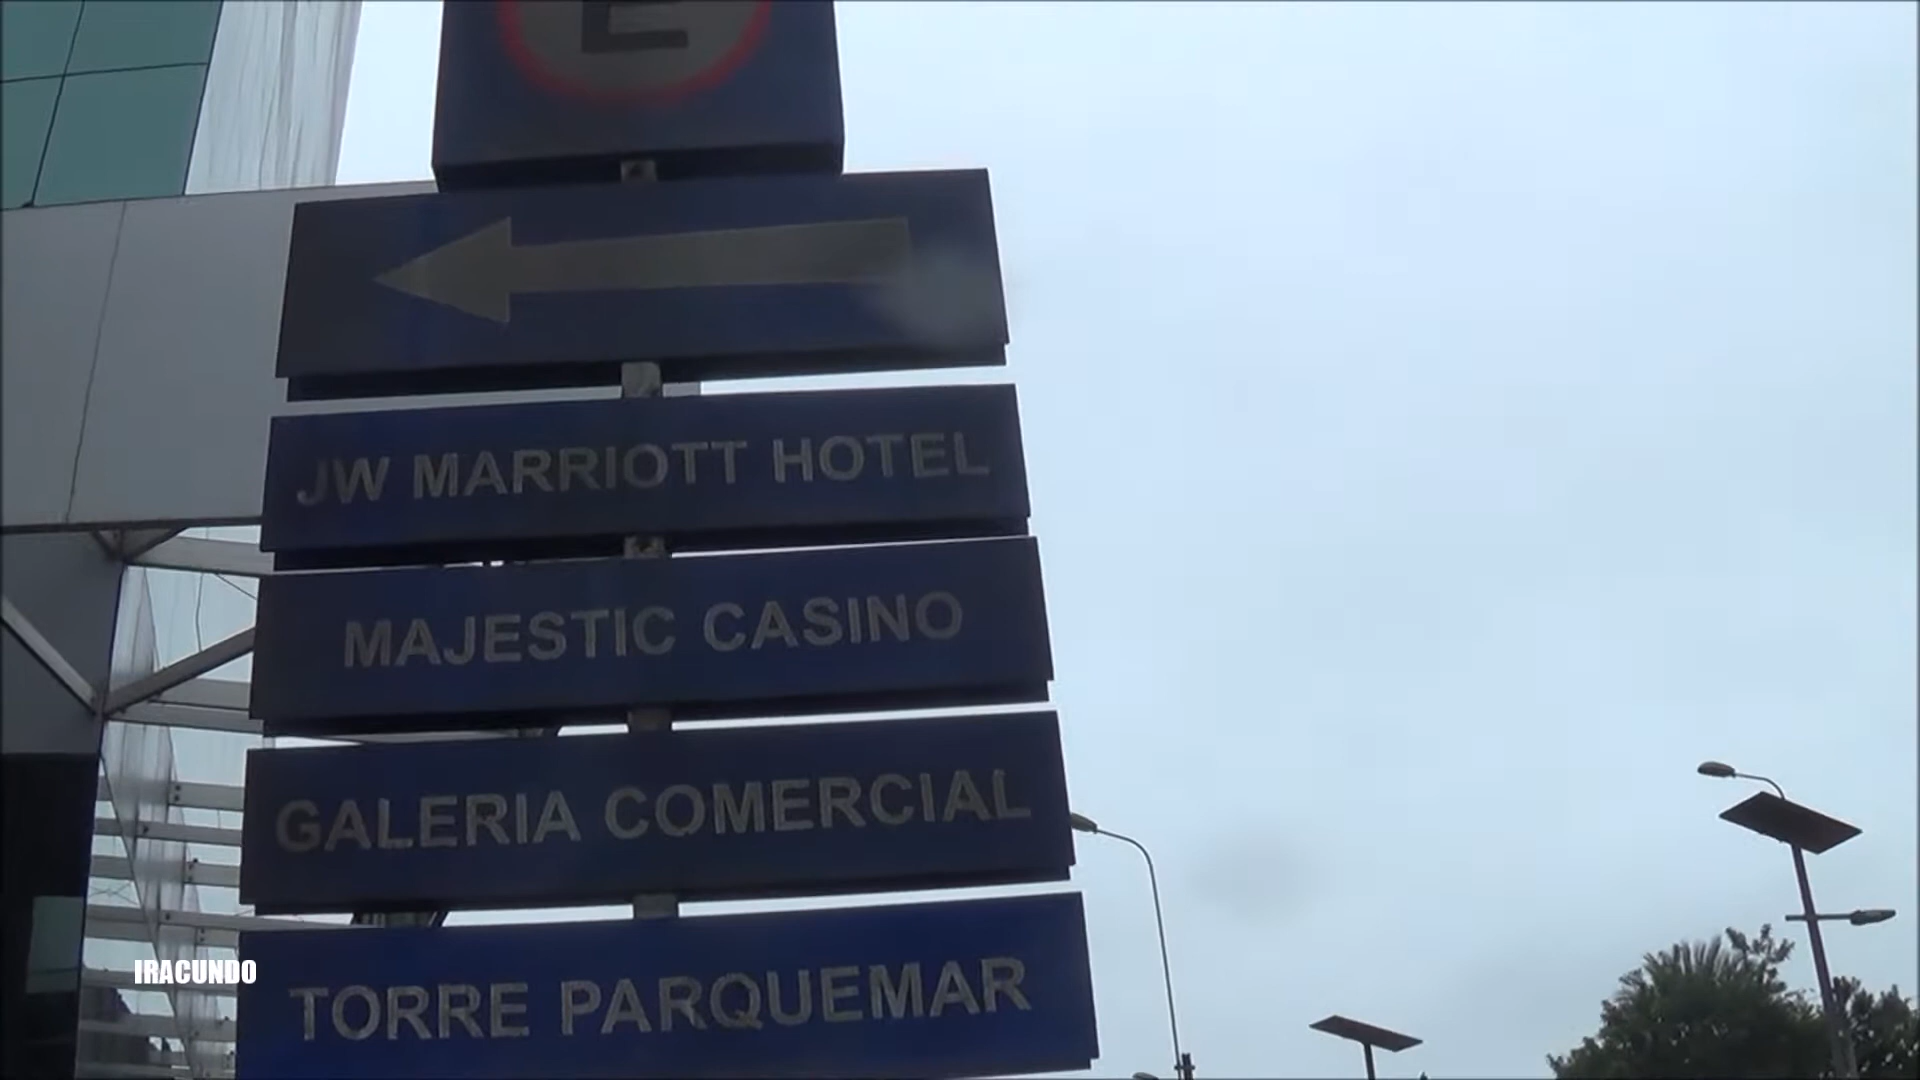 E
JW MARRIOTT HOTEL
MAJESTIC CASINO
GALERIA COMERCIAL
TORRE PARQUEMAR
IRACUNDO